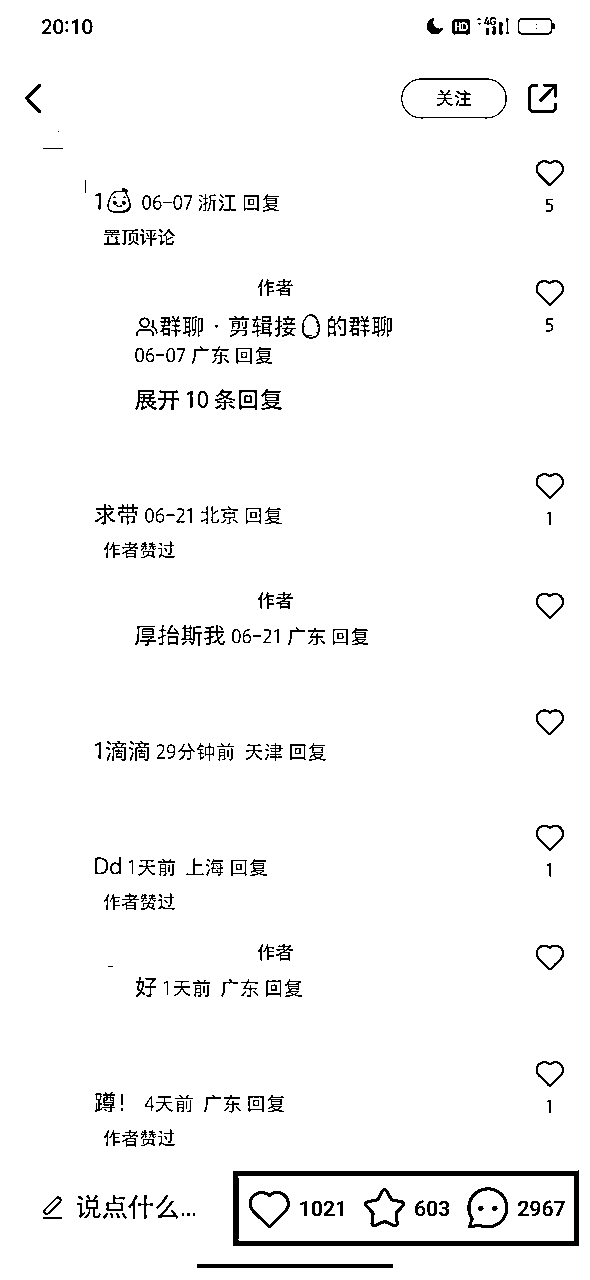 20:10
HD 4G
关注
5
1 06-07 浙江 回复
置顶评论
作者
5
群聊 · 剪辑接🥚的群聊
06-07 广东 回复
展开 10 条回复
1
求带 06-21 北京 回复
作者赞过
作者
厚抬斯我 06-21 广东 回复
1滴滴 29分钟前 天津 回复
1
Dd 1天前 上海 回复
作者赞过
作者
好 1天前 广东 回复
蹲! 4天前 广东 回复
1
作者赞过
说点什么... 1021 603 2967